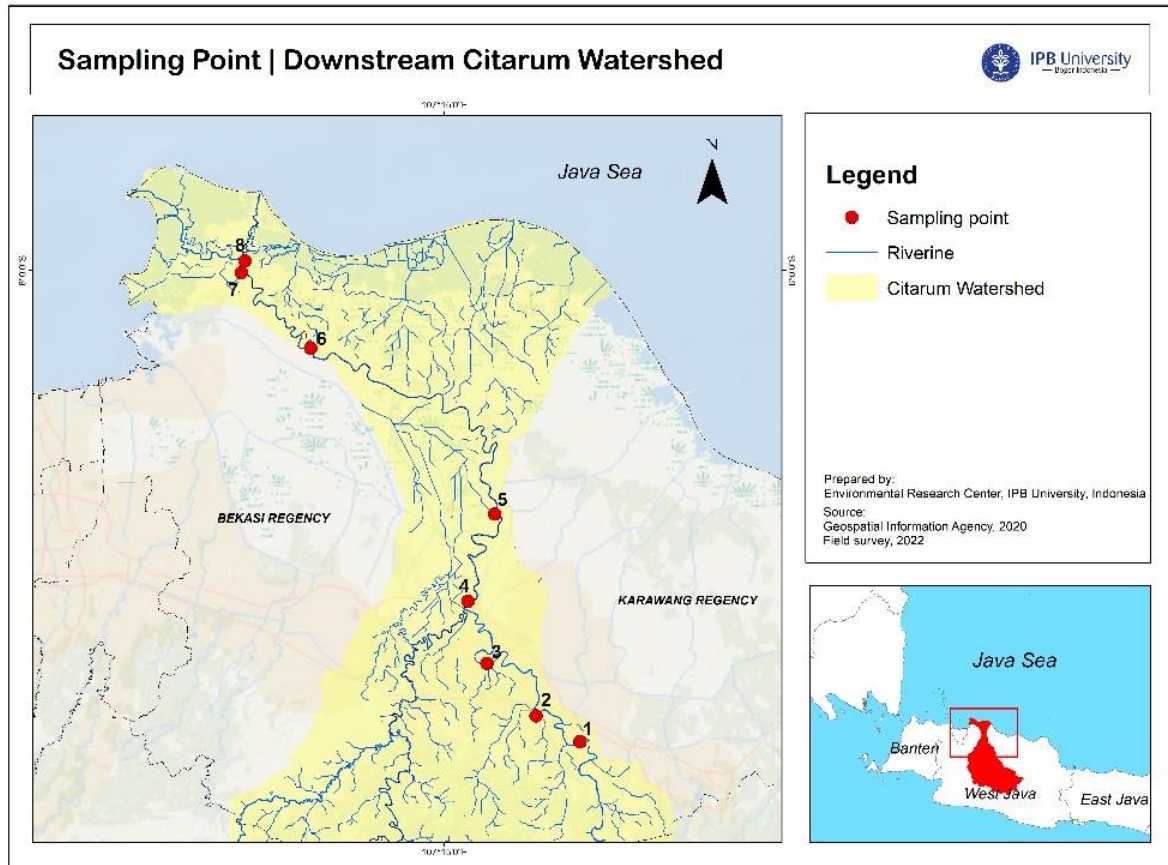 Sampling Point | Downstream Citarum Watershed
IPB University
Bogor Indonesia
Java Sea
8
7
6
5
4
3
2
1
BEKASI REGENCY
KARAWANG REGENCY
Legend
Sampling point
Riverine
Citarum Watershed
Prepared by:
Environmental Research Center, IPB University, Indonesia
Source:
Geospatial Information Agency, 2020
Field survey, 2022
Java Sea
Banten
West Java
East Java